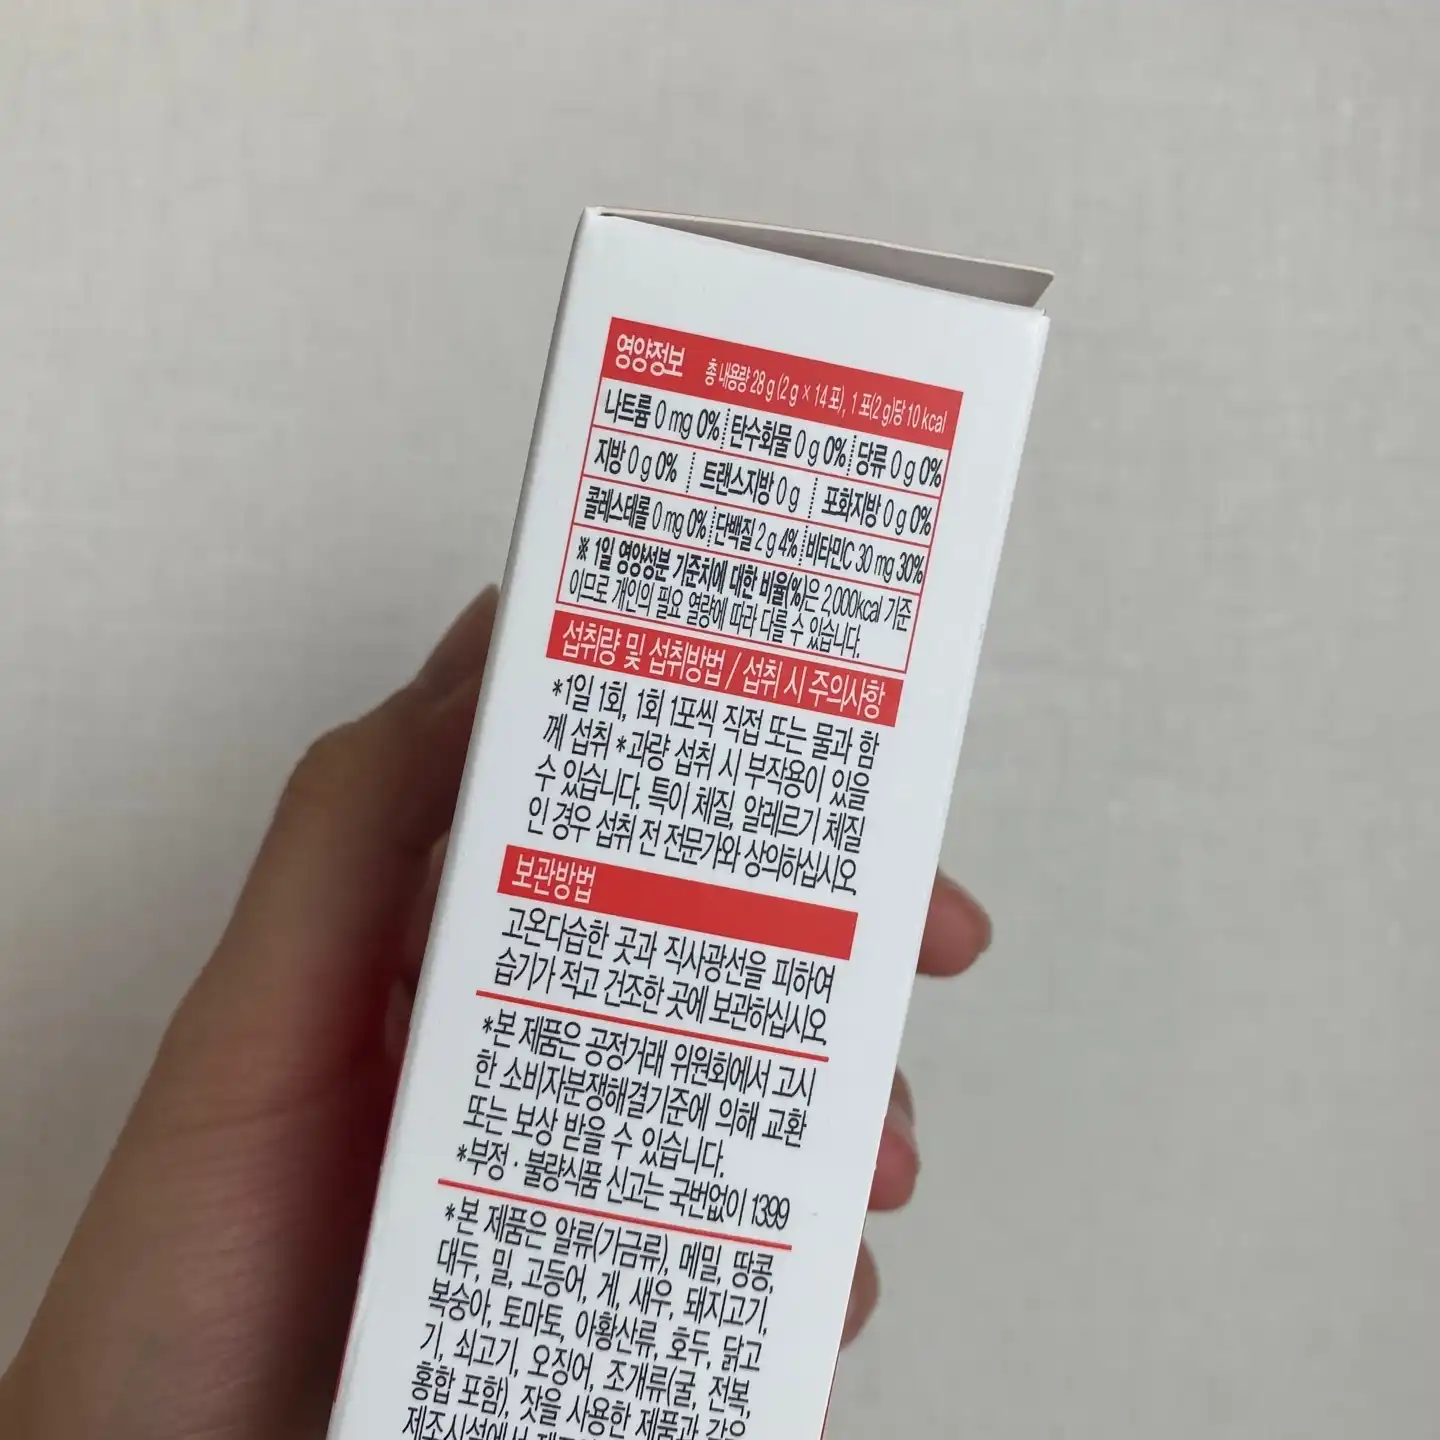 영양정보 총 내용량 28 g (2 g × 14포), 1 포(2 g)당 10 kcal
나트륨 0 mg 0% 탄수화물 0 g 0% 당류 0 g 0%
지방 0 g 0% 트랜스지방 0 g 포화지방 0 g 0%
콜레스테롤 0 mg 0% 단백질 2 g 4% 비타민C 30 mg 30%
※ 1일 영양성분 기준치에 대한 비율(%)은 2,000kcal 기준
이므로 개인의 필요 열량에 따라 다를 수 있습니다.
섭취량 및 섭취방법 / 섭취 시 주의사항
*1일 1회, 1회 1포씩 직접 또는 물과 함
께 섭취 *과량 섭취 시 부작용이 있을
수 있습니다. 특이 체질, 알레르기 체질
인 경우 섭취 전 전문가와 상의하십시오.
보관방법
고온다습한 곳과 직사광선을 피하여
습기가 적고 건조한 곳에 보관하십시오.
*본 제품은 공정거래 위원회에서 고시
한 소비자분쟁해결기준에 의해 교환
또는 보상 받을 수 있습니다.
*부정 · 불량식품 신고는 국번없이 1399
*본 제품은 알류(가금류), 메밀, 땅콩,
대두, 밀, 고등어, 게, 새우, 돼지고기,
복숭아, 토마토, 아황산류, 호두, 닭고
기, 쇠고기, 오징어, 조개류(굴, 전복,
홍합 포함), 잣을 사용한 제품과 같은
제조시설에서